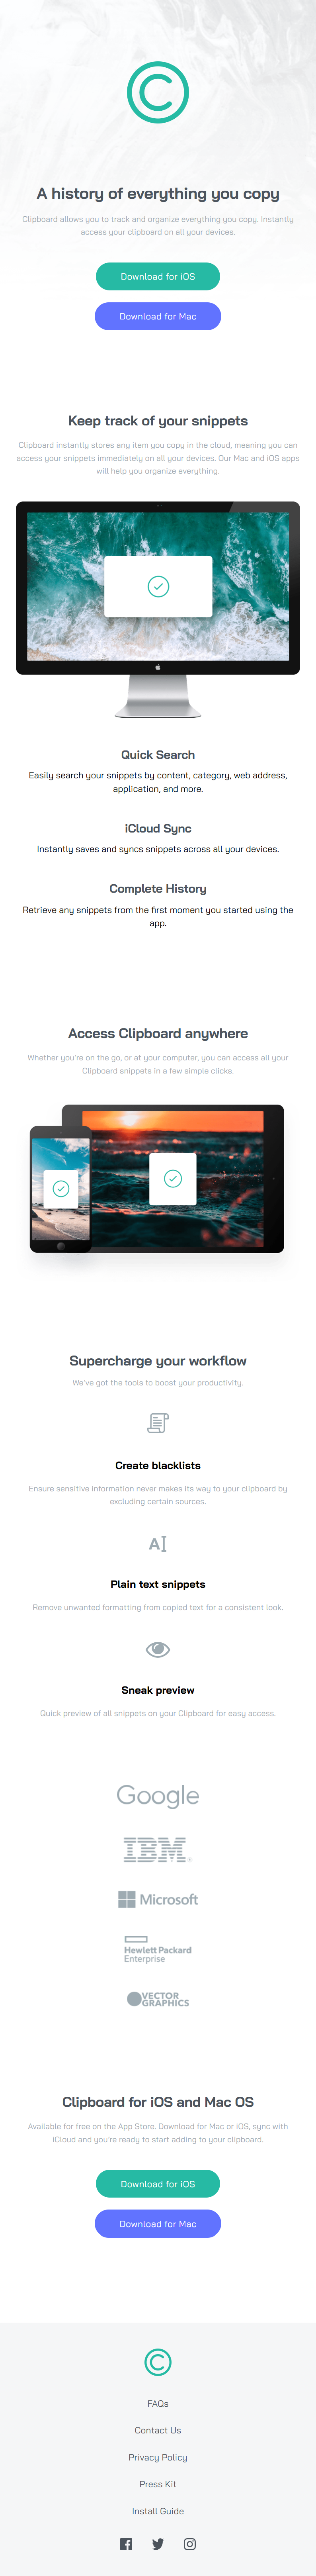 A history of everything you copy
Clipboard allows you to track and organize everything you copy. Instantly
access your clipboard on all your devices.
Download for iOS
Download for Mac
Keep track of your snippets
Clipboard instantly stores any item you copy in the cloud, meaning you can
access your snippets immediately on all your devices. Our Mac and iOS apps
will help you organize everything.
Quick Search
Easily search your snippets by content, category, web address,
application, and more.
iCloud Sync
Instantly saves and syncs snippets across all your devices.
Complete History
Retrieve any snippets from the first moment you started using the
app.
Access Clipboard anywhere
Whether you're on the go, or at your computer, you can access all your
Clipboard snippets in a few simple clicks.
Supercharge your workflow
We've got the tools to boost your productivity.
Create blacklists
Ensure sensitive information never makes its way to your clipboard by
excluding certain sources.
A
Plain text snippets
Remove unwanted formatting from copied text for a consistent look.
Sneak preview
Quick preview of all snippets on your Clipboard for easy access.
Google
IBM
Microsoft
Hewlett Packard
Enterprise
VECTOR
GRAPHICS
Clipboard for iOS and Mac OS
Available for free on the App Store. Download for Mac or iOS, sync with
iCloud and you're ready to start adding to your clipboard.
Download for iOS
Download for Mac
FAQs
Contact Us
Privacy Policy
Press Kit
Install Guide